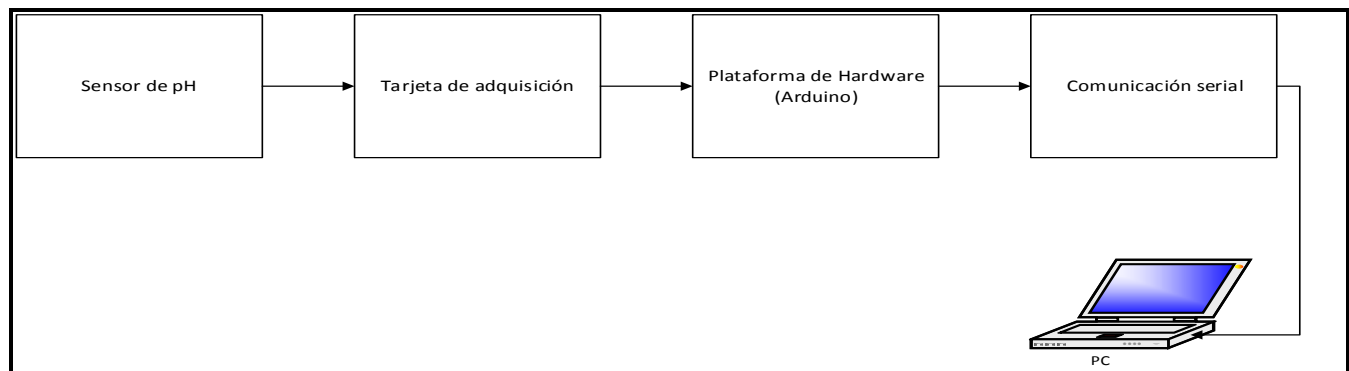 Sensor de pH
Tarjeta de adquisición
Plataforma de Hardware
(Arduino)
Comunicación serial
PC